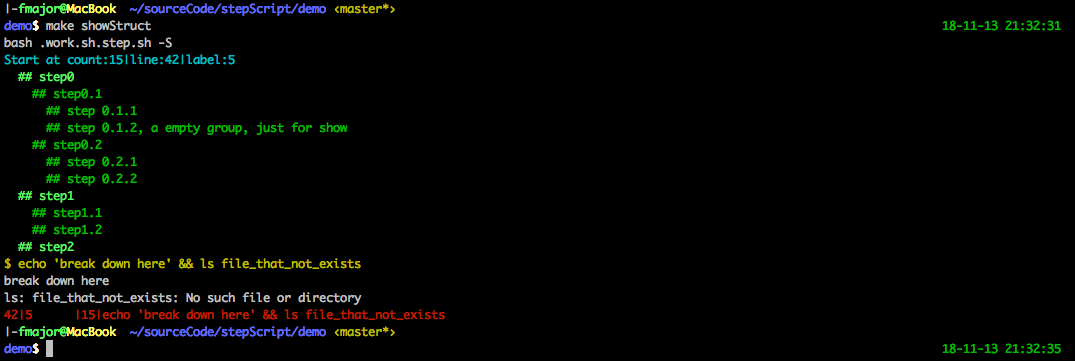 |-fmajor@MacBook ~/sourceCode/stepScript/demo ‹master*›
demo$ make showStruct 18-11-13 21:32:31
bash .work.sh.step.sh -S
Start at count:15|line:42|label:5
## step0
## step0.1
## step 0.1.1
## step 0.1.2, a empty group, just for show
## step0.2
## step 0.2.1
## step 0.2.2
## step1
## step1.1
## step1.2
## step2
$ echo 'break down here' && ls file_that_not_exists
break down here
ls: file_that_not_exists: No such file or directory
42|5 |15|echo 'break down here' && ls file_that_not_exists
|-fmajor@MacBook ~/sourceCode/stepScript/demo ‹master*›
demo$ 18-11-13 21:32:35